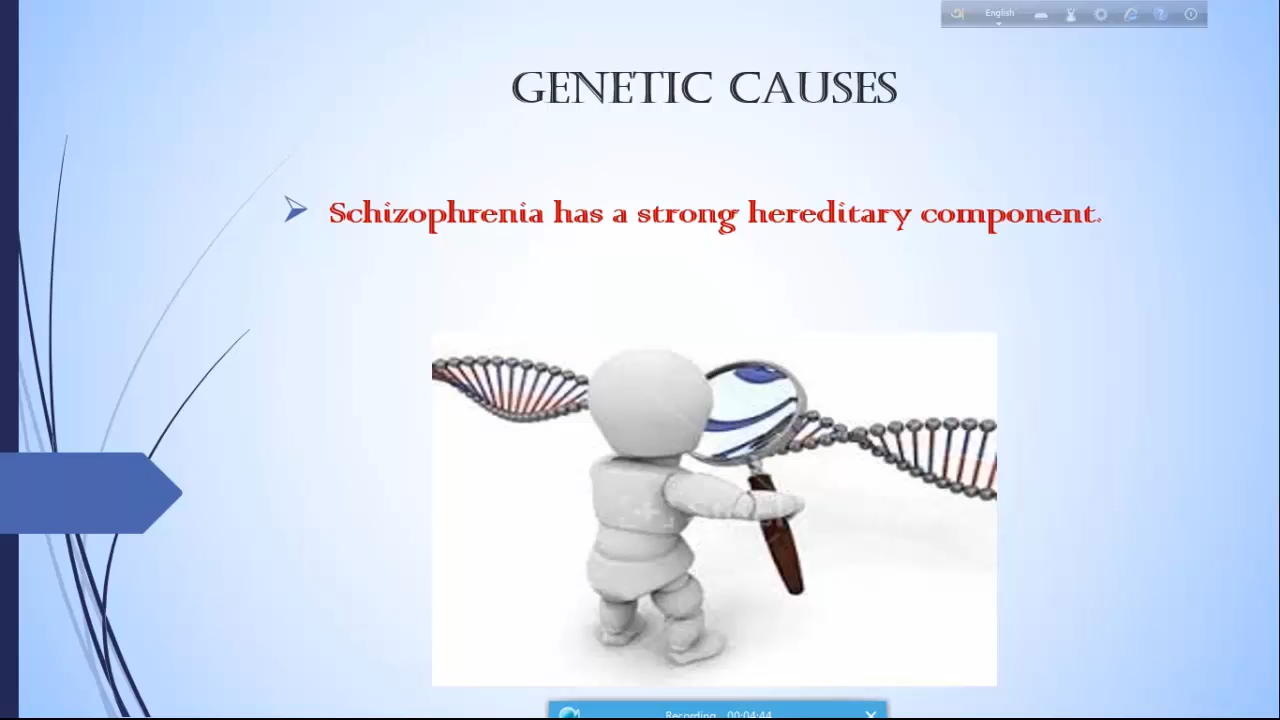 English
GENETIC CAUSES
Schizophrenia has a strong hereditary component.
Recording 00:04:44